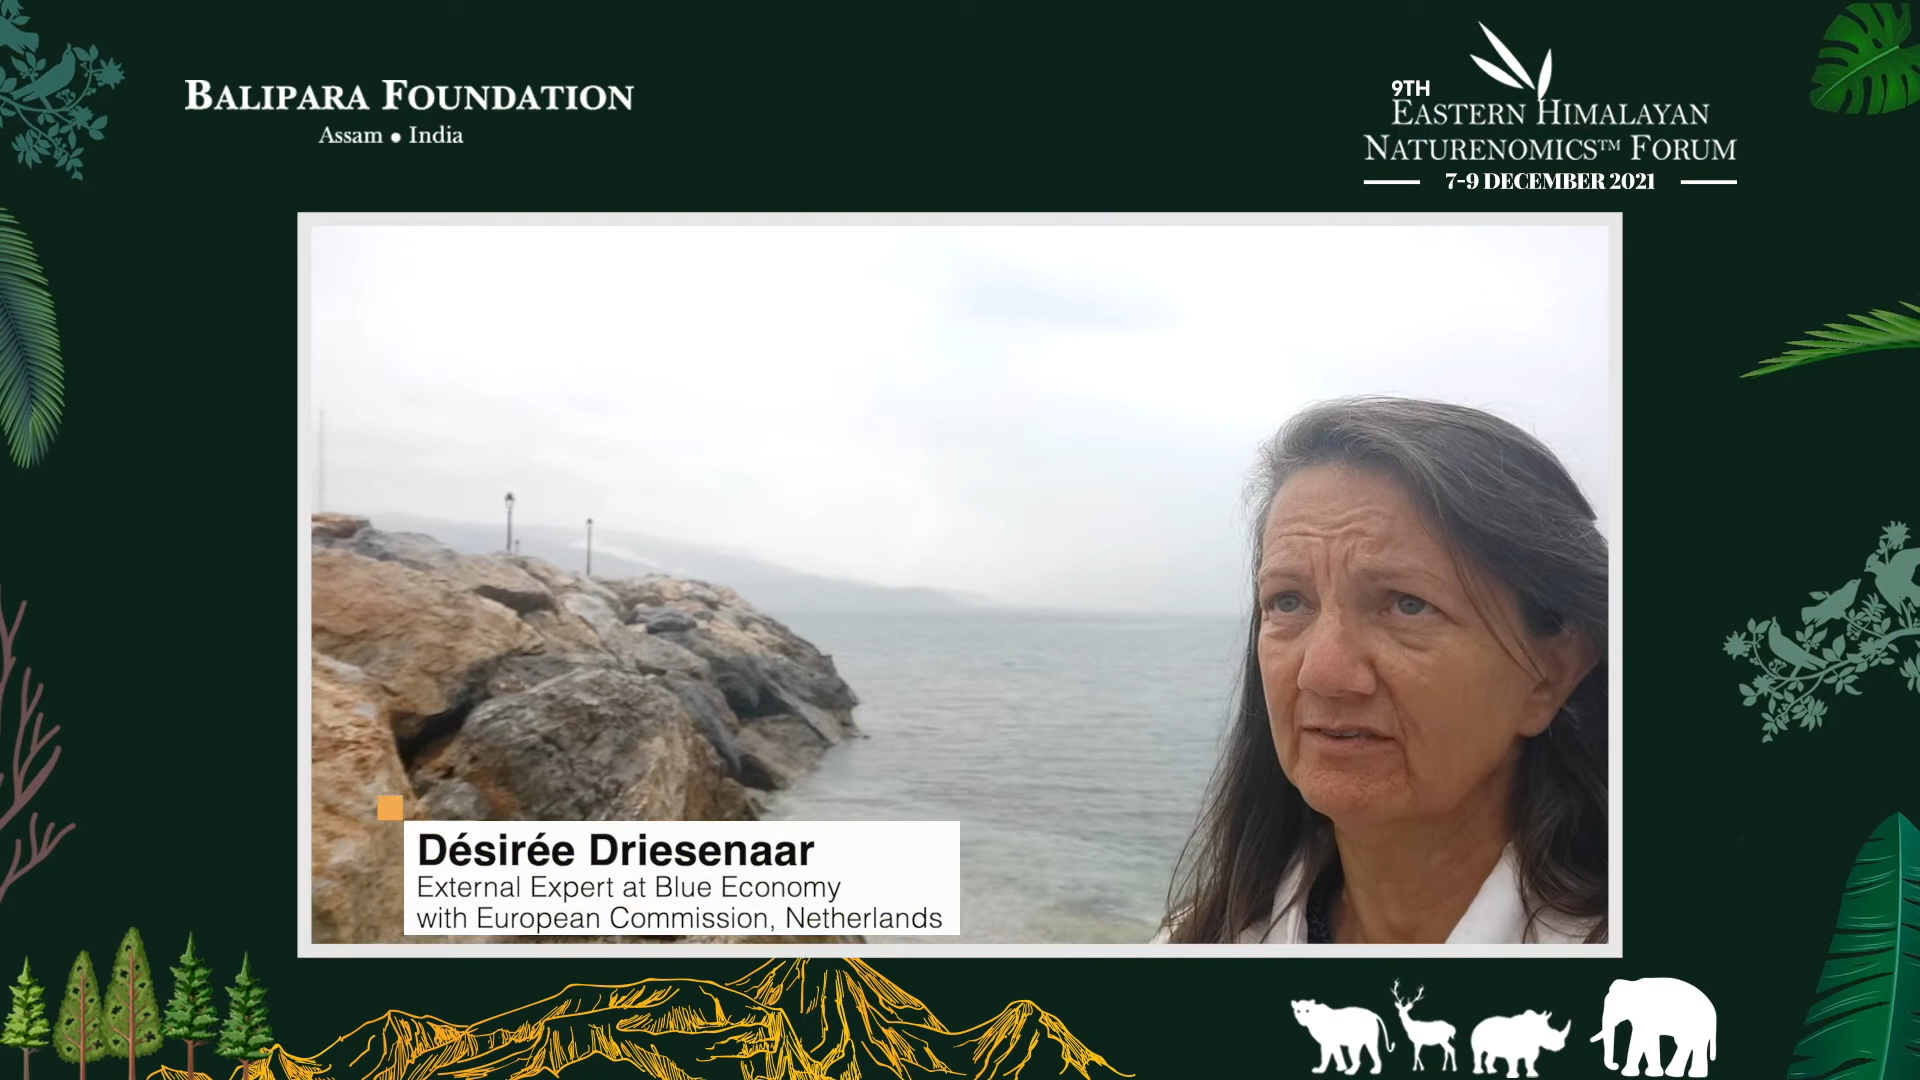 BALIPARA FOUNDATION
Assam • India
9TH
EASTERN HIMALAYAN
NATURENOMICS™ FORUM
7-9 DECEMBER 2021
Désirée Driesenaar
External Expert at Blue Economy
with European Commission, Netherlands